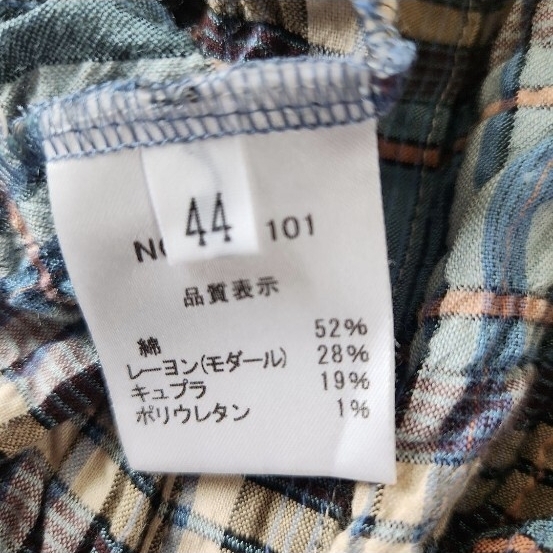 44
NO 101
品質表示
綿 52%
レーヨン(モダール) 28%
キュプラ 19%
ポリウレタン 1%